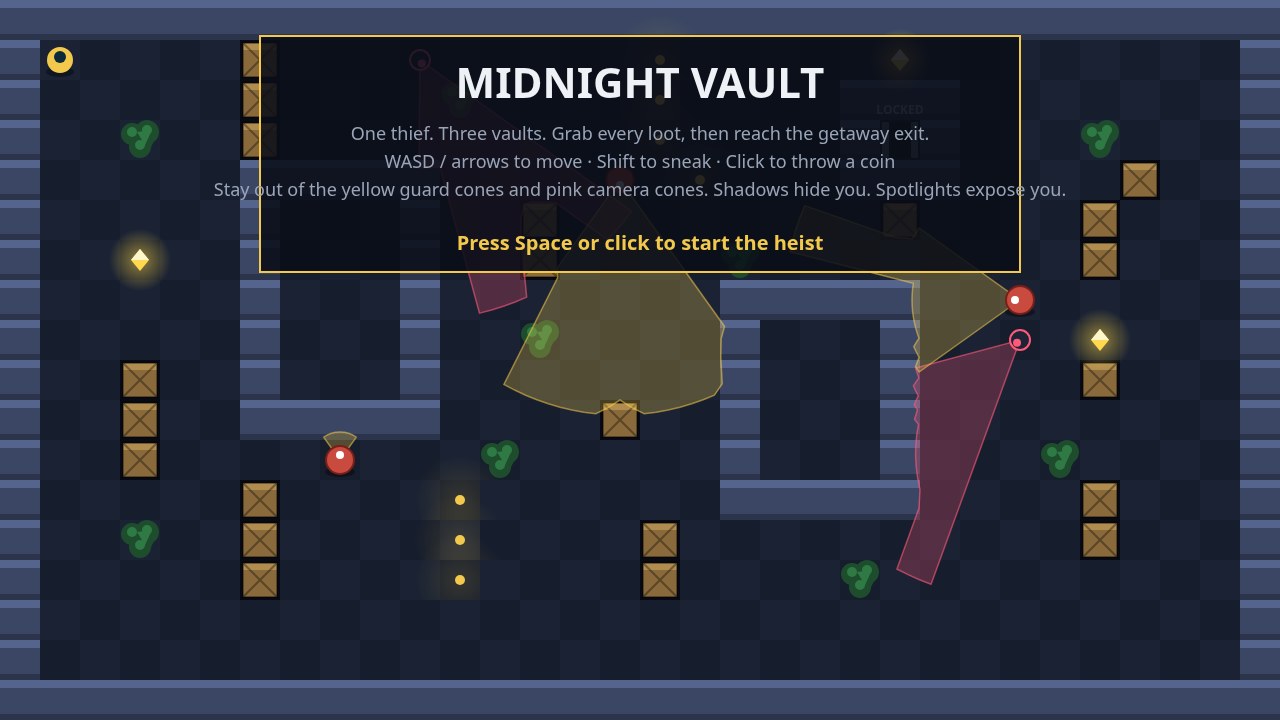 MIDNIGHT VAULT
LOCKED
One thief. Three vaults. Grab every loot, then reach the getaway exit.
WASD / arrows to move · Shift to sneak · Click to throw a coin
Stay out of the yellow guard cones and pink camera cones. Shadows hide you. Spotlights expose you.
Press Space or click to start the heist